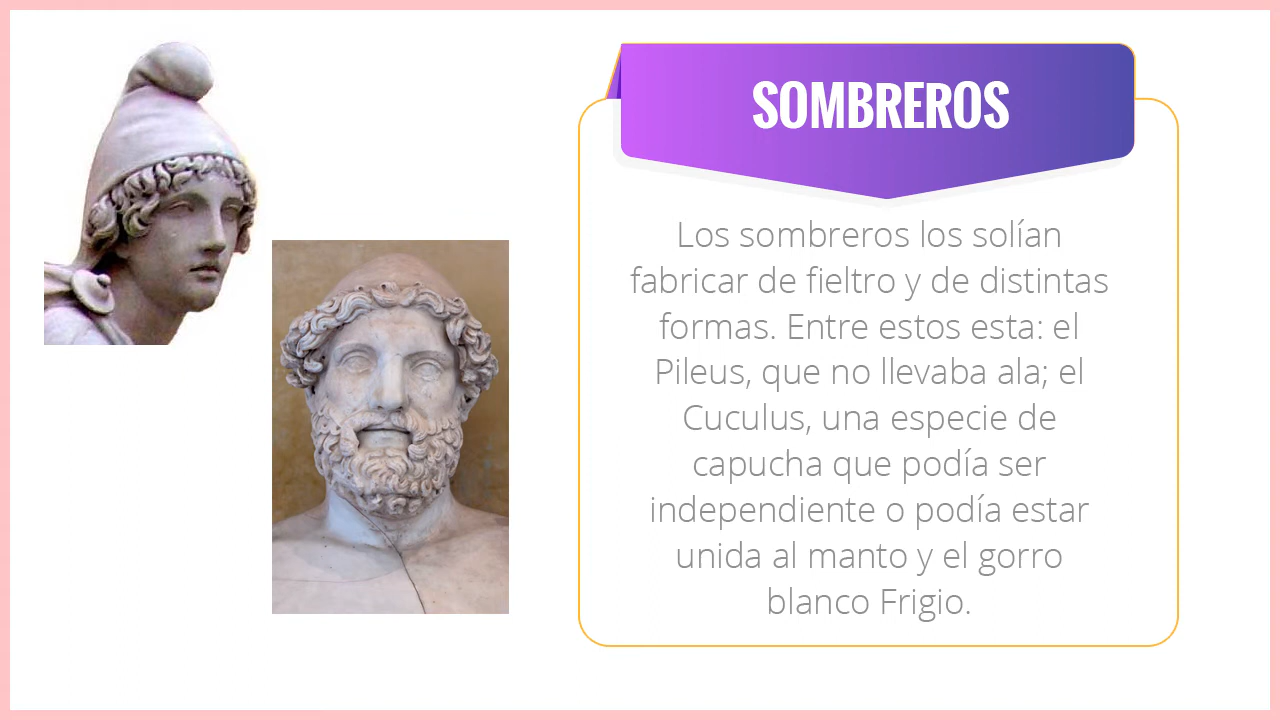 SOMBREROS
Los sombreros los solían
fabricar de fieltro y de distintas
formas. Entre estos esta: el
Pileus, que no llevaba ala; el
Cuculus, una especie de
capucha que podía ser
independiente o podía estar
unida al manto y el gorro
blanco Frigio.